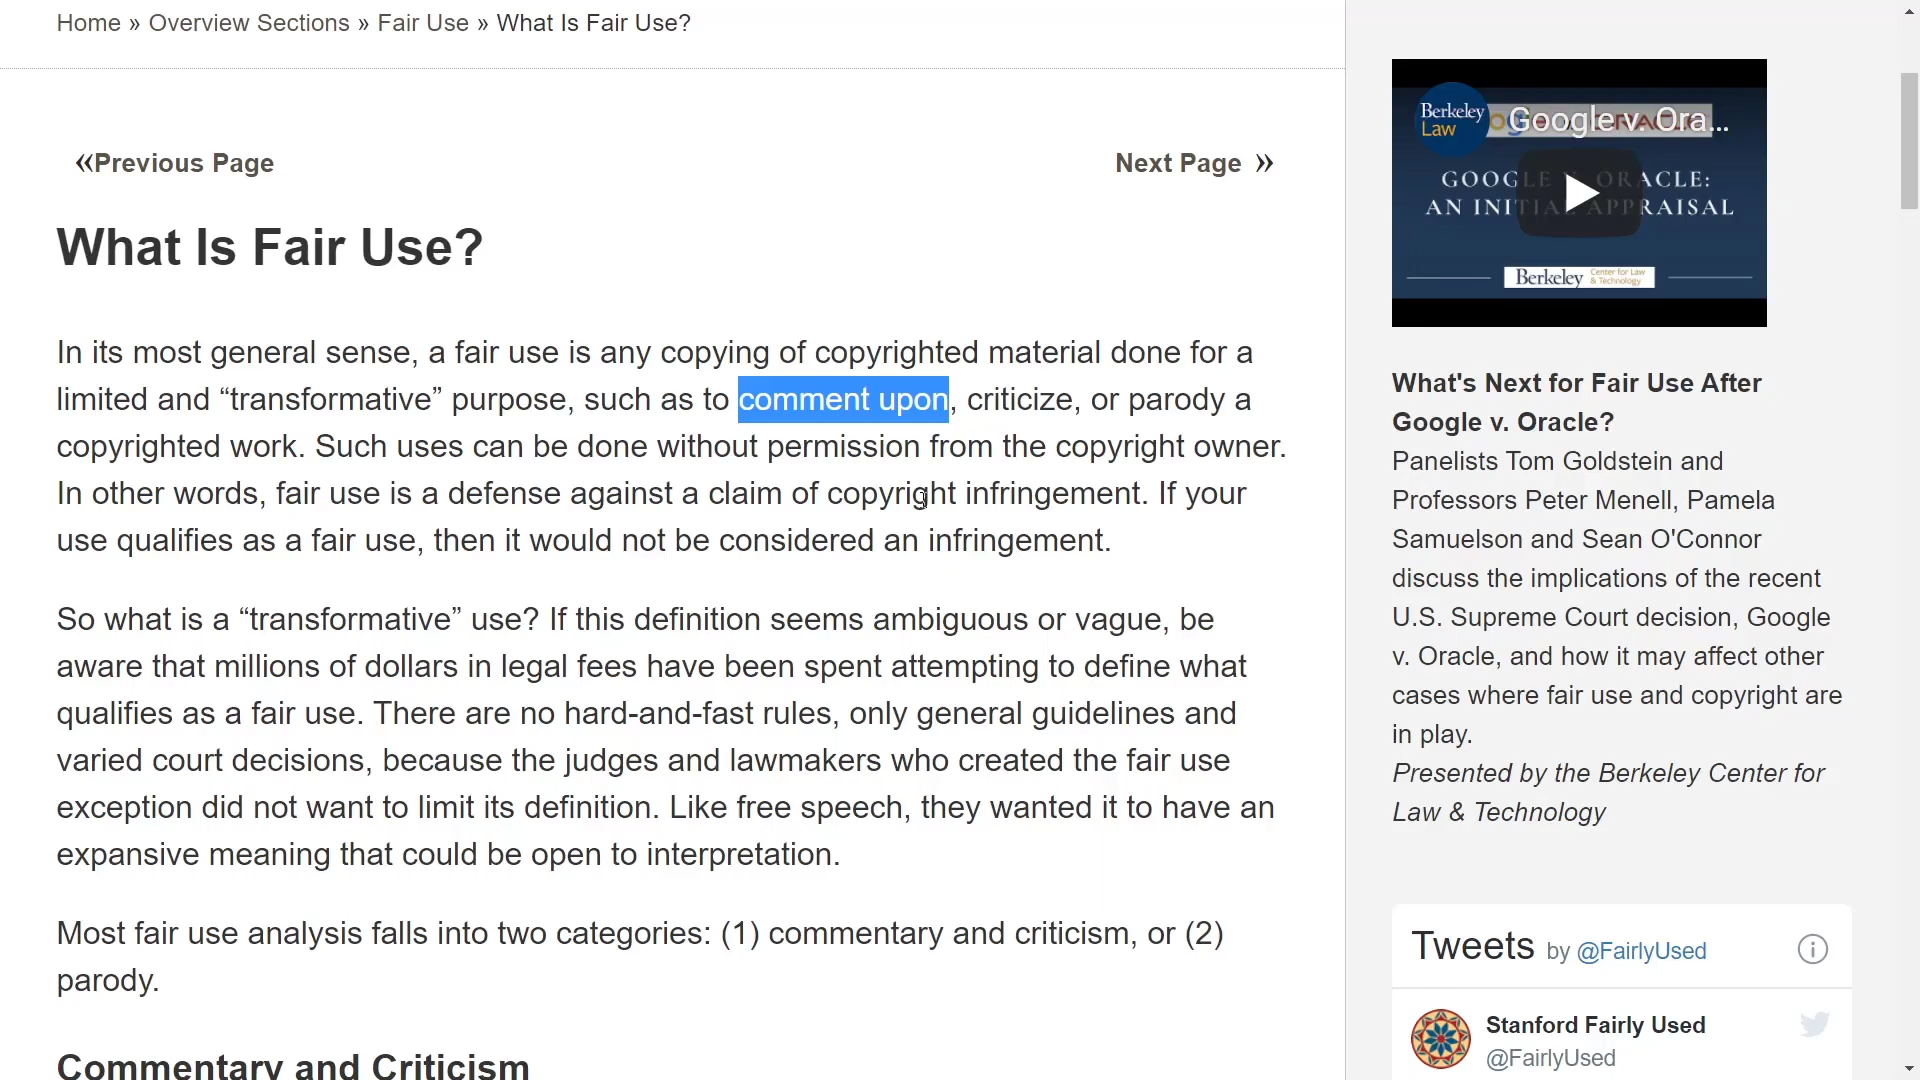 Home » Overview Sections » Fair Use » What Is Fair Use?
«Previous Page
Next Page »
What Is Fair Use?
In its most general sense, a fair use is any copying of copyrighted material done for a
limited and “transformative” purpose, such as to comment upon, criticize, or parody a
copyrighted work. Such uses can be done without permission from the copyright owner.
In other words, fair use is a defense against a claim of copyright infringement. If your
use qualifies as a fair use, then it would not be considered an infringement.
So what is a “transformative” use? If this definition seems ambiguous or vague, be
aware that millions of dollars in legal fees have been spent attempting to define what
qualifies as a fair use. There are no hard-and-fast rules, only general guidelines and
varied court decisions, because the judges and lawmakers who created the fair use
exception did not want to limit its definition. Like free speech, they wanted it to have an
expansive meaning that could be open to interpretation.
Most fair use analysis falls into two categories: (1) commentary and criticism, or (2)
parody.
Commentary and Criticism
Berkeley
Law
Google v. Ora...
GOOGLE V. ORACLE:
AN INITIAL APPRAISAL
Berkeley Center for Law
& Technology
What's Next for Fair Use After
Google v. Oracle?
Panelists Tom Goldstein and
Professors Peter Menell, Pamela
Samuelson and Sean O'Connor
discuss the implications of the recent
U.S. Supreme Court decision, Google
v. Oracle, and how it may affect other
cases where fair use and copyright are
in play.
Presented by the Berkeley Center for
Law & Technology
Tweets by @FairlyUsed
Stanford Fairly Used
@FairlyUsed